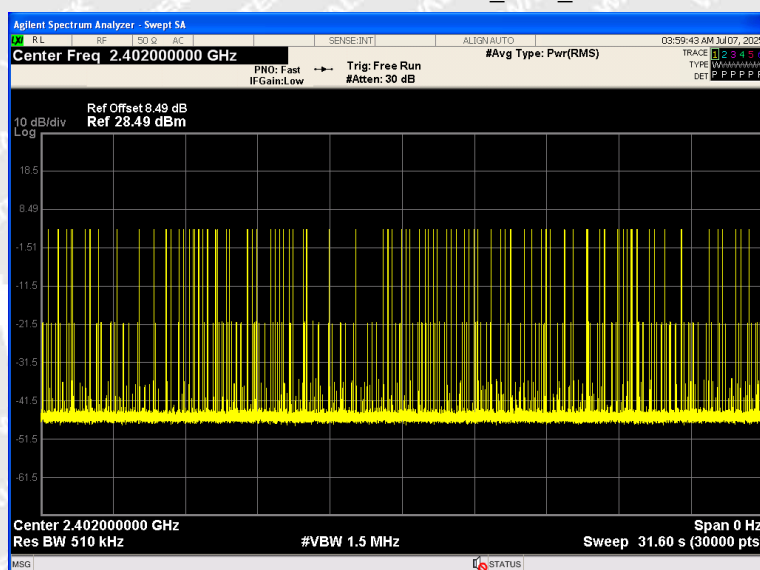 Agilent Spectrum Analyzer - Swept SA
LXI RL RF 50 Ω AC SENSE:INT ALIGN AUTO 03:59:43 AM Jul 07, 202
Center Freq 2.402000000 GHz #Avg Type: Pwr(RMS) TRACE 1 2 3 4 5
PNO: Fast Trig: Free Run TYPE
IFGain:Low #Atten: 30 dB DET P P P P P
Ref Offset 8.49 dB
10 dB/div Ref 28.49 dBm
Log
18.5
8.49
-1.51
-11.5
-21.5
-31.5
-41.5
-51.5
-61.5
Center 2.402000000 GHz Span 0 Hz
Res BW 510 kHz #VBW 1.5 MHz Sweep 31.60 s (30000 pts
MSG STATUS